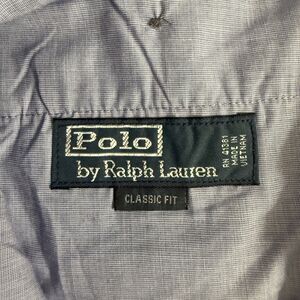 Polo
by Ralph Lauren
RN 41381
MADE IN
VIETNAM
CLASSIC FIT